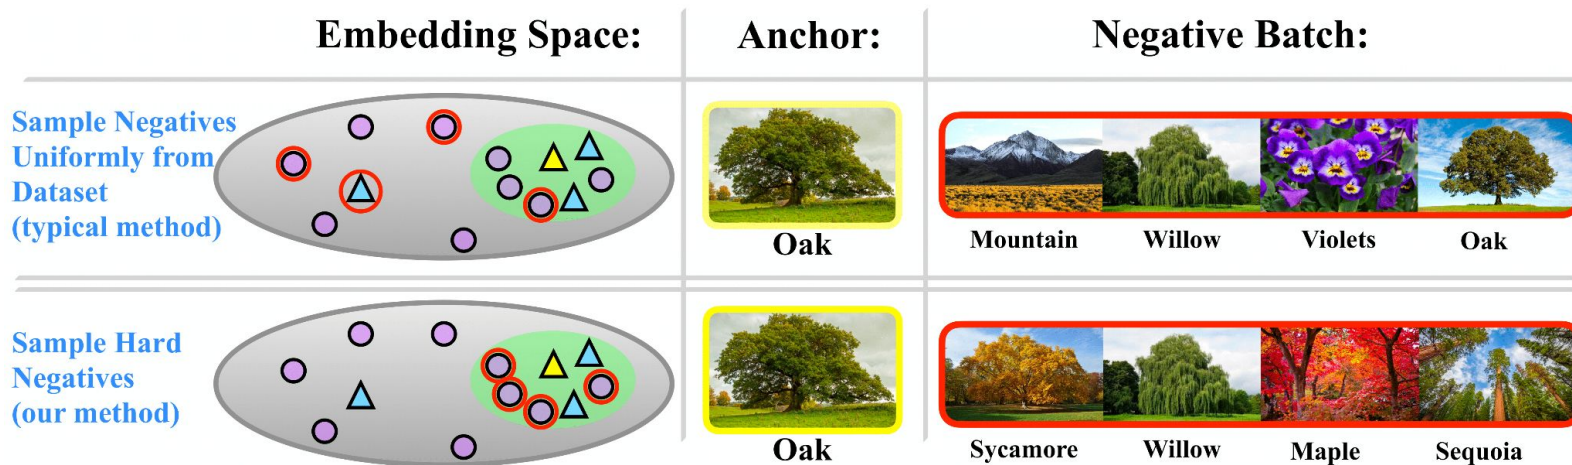 Embedding Space:
Anchor:
Negative Batch:
Sample Negatives
Uniformly from
Dataset
(typical method)
Oak
Mountain
Willow
Violets
Oak
Sample Hard
Negatives
(our method)
Oak
Sycamore
Willow
Maple
Sequoia